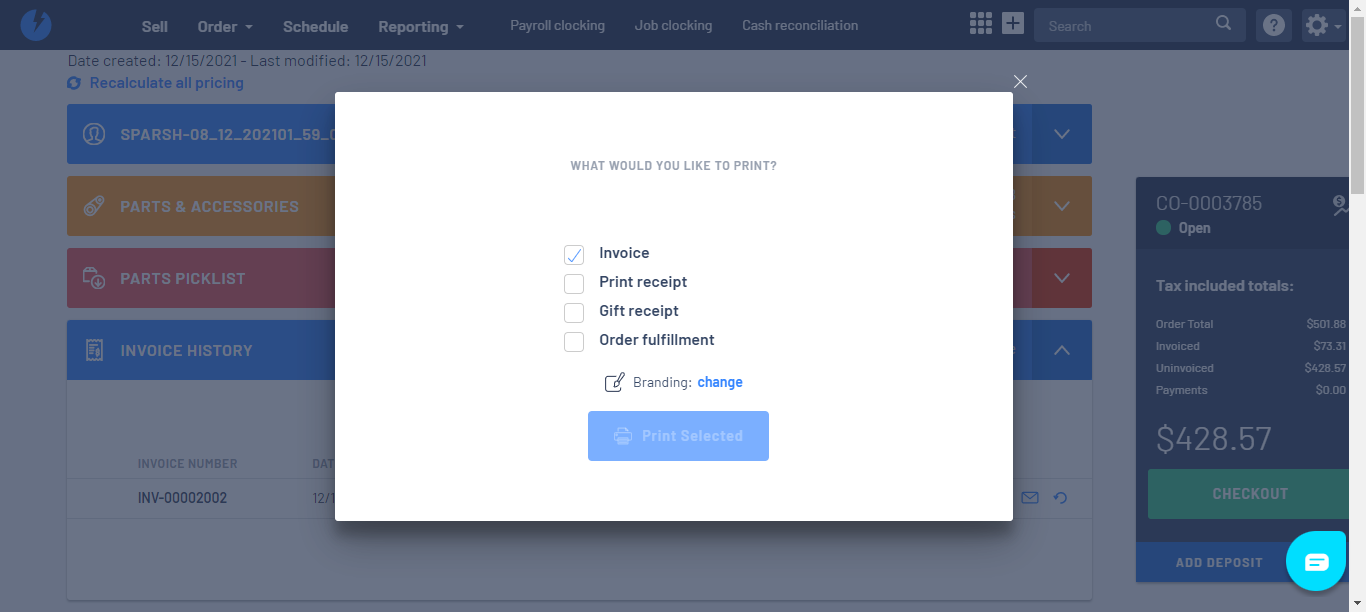 Sell Order Schedule Reporting Payroll clocking Job clocking Cash reconciliation Search
Date created: 12/15/2021 - Last modified: 12/15/2021
Recalculate all pricing
SPARSH-08_12_202101_59_
PARTS & ACCESSORIES
PARTS PICKLIST
INVOICE HISTORY
INVOICE NUMBER
INV-00002002
WHAT WOULD YOU LIKE TO PRINT?
Invoice
Print receipt
Gift receipt
Order fulfillment
Branding: change
Print Selected
CO-0003785
Open
Tax included totals:
Order Total $501.88
Invoiced $73.31
Uninvoiced $428.57
Payments $0.00
$428.57
CHECKOUT
ADD DEPOSIT